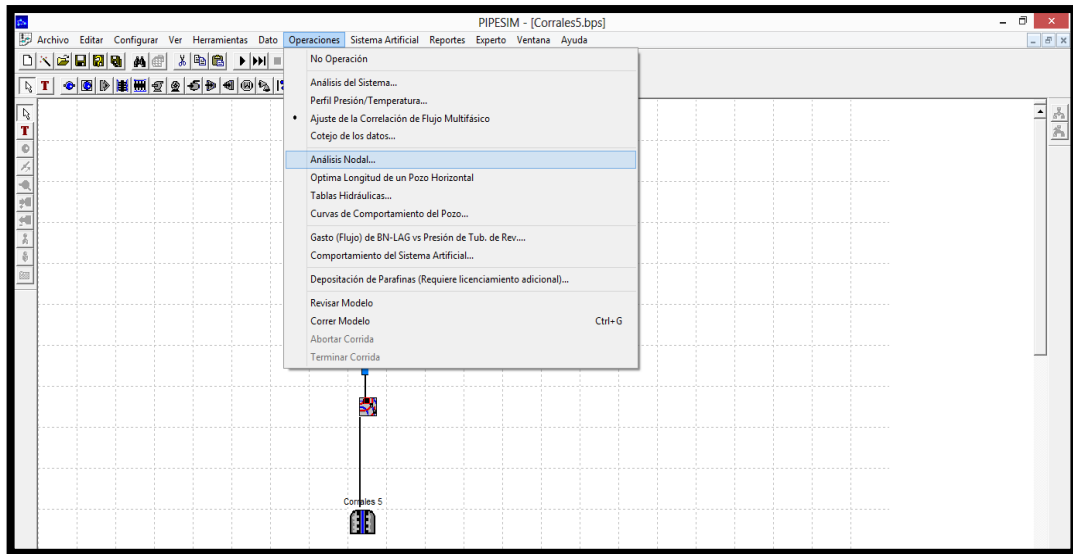 PIPESIM - [Corrales5.bps]
Archivo Editar Configurar Ver Herramientas Dato Operaciones Sistema Artificial Reportes Experto Ventana Ayuda
No Operación
Análisis del Sistema...
Perfil Presión/Temperatura...
Ajuste de la Correlación de Flujo Multifásico
Cotejo de los datos...
Análisis Nodal...
Optima Longitud de un Pozo Horizontal
Tablas Hidráulicas...
Curvas de Comportamiento del Pozo...
Gasto (Flujo) de BN-LAG vs Presión de Tub. de Rev....
Comportamiento del Sistema Artificial...
Depositación de Parafinas (Requiere licenciamiento adicional)...
Revisar Modelo
Correr Modelo Ctrl+G
Abortar Corrida
Terminar Corrida
T
T
Corrales 5